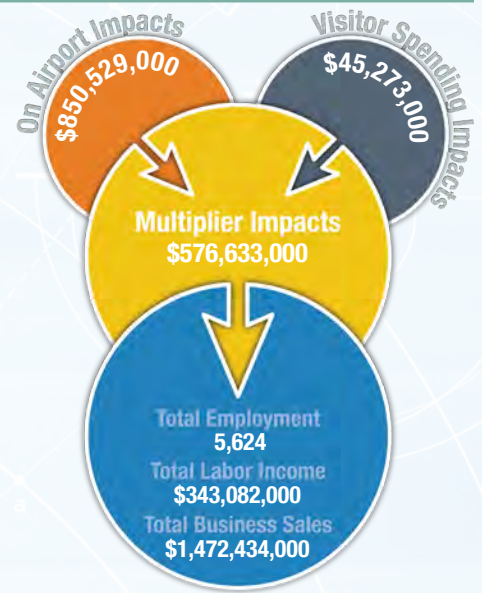 On Airport Impacts
$850,529,000
Visitor Spending Impacts
$45,273,000
Multiplier Impacts
$576,633,000
Total Employment
5,624
Total Labor Income
$343,082,000
Total Business Sales
$1,472,434,000